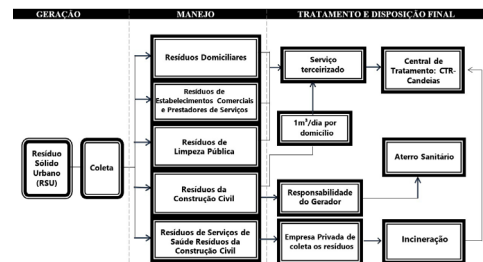 GERAÇÃO
MANEJO
TRATAMENTO E DISPOSIÇÃO FINAL
Resíduo
Sólido
Urbano
(RSU)
Coleta
Resíduos Domiciliares
Resíduos de
Estabelecimentos Comerciais
e Prestadores de Serviços
Resíduos de
Limpeza Pública
Resíduos da
Construção Civil
Resíduos de Serviços de
Saúde Resíduos da
Construção Civil
Serviço
terceirizado
1m³/dia por
domicílio
Responsabilidade
do Gerador
Empresa Privada de
coleta os resíduos
Central de
Tratamento: CTR-
Candeias
Aterro Sanitário
Incineração